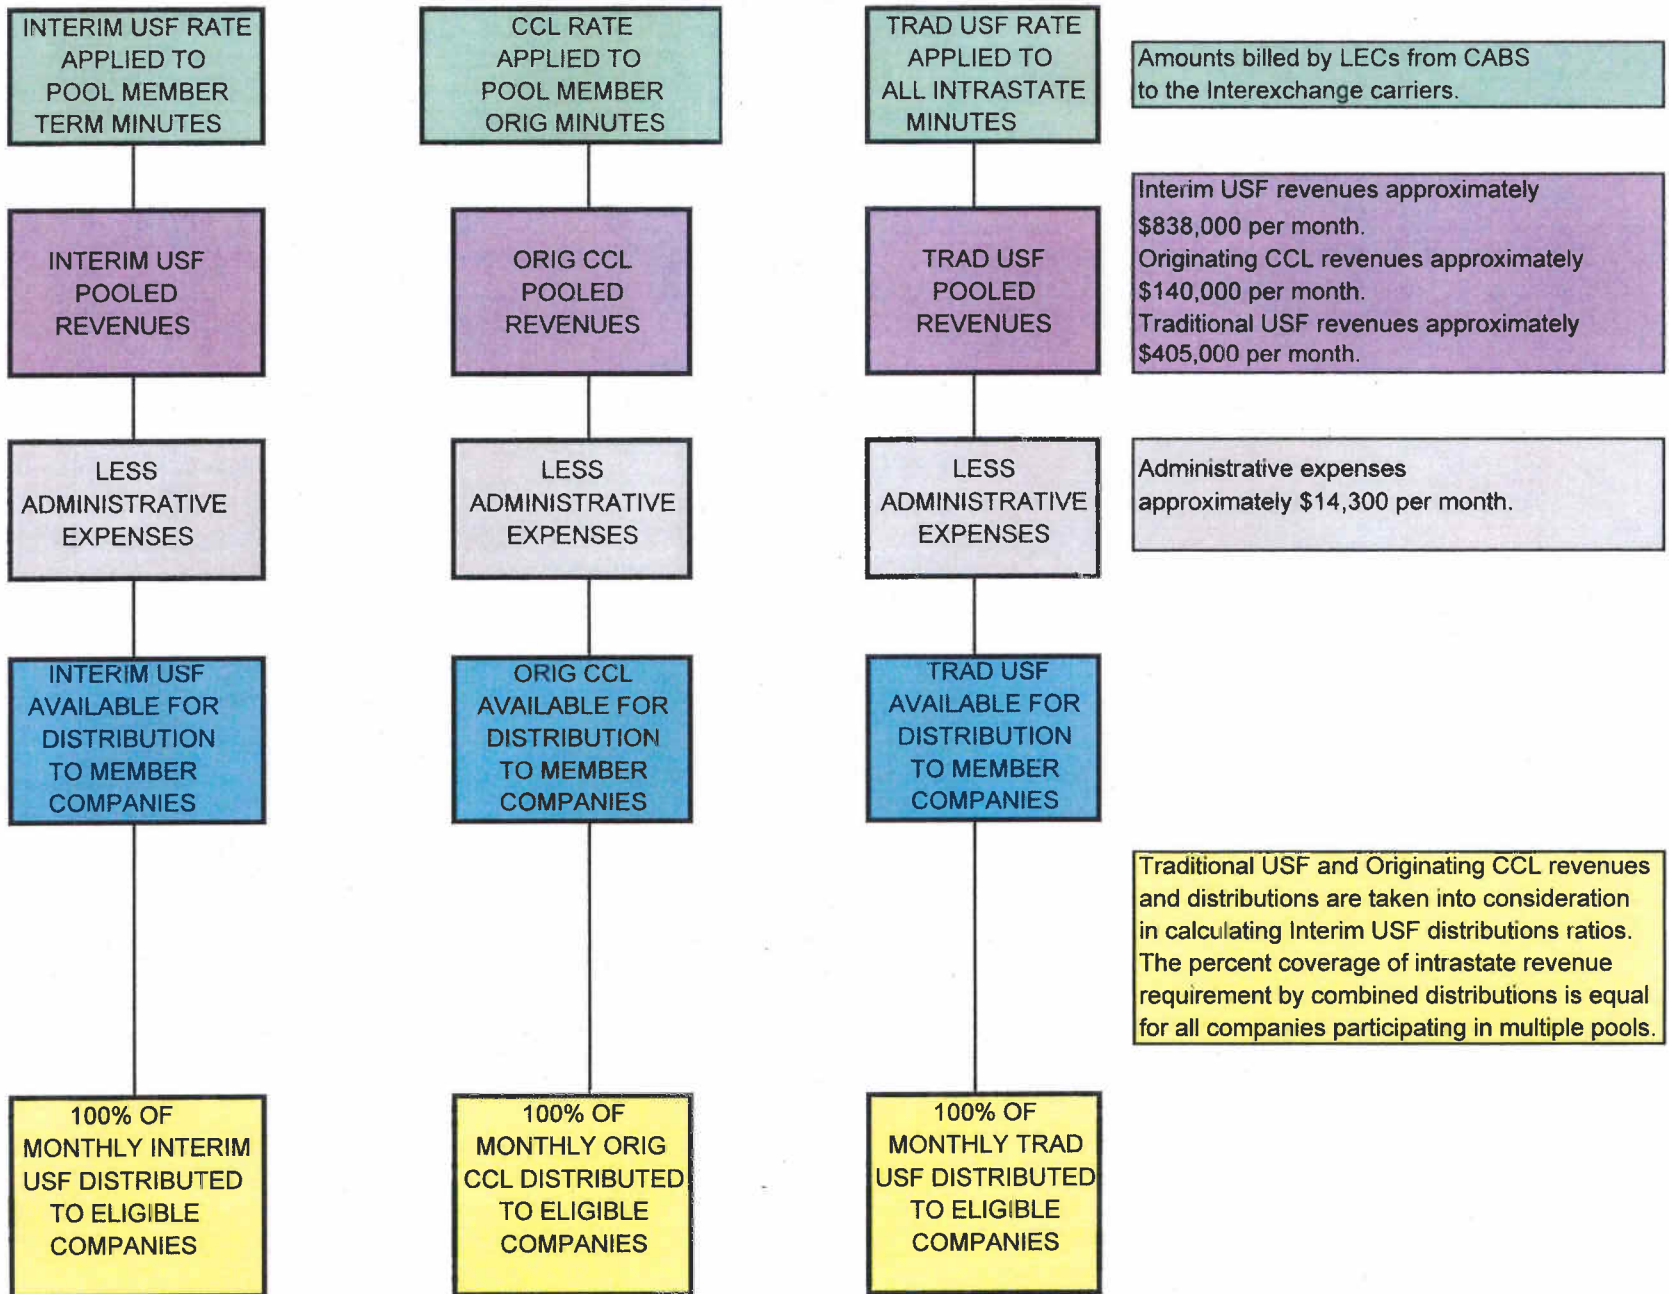 INTERIM USF RATE
APPLIED TO
POOL MEMBER
TERM MINUTES
CCL RATE
APPLIED TO
POOL MEMBER
ORIG MINUTES
TRAD USF RATE
APPLIED TO
ALL INTRASTATE
MINUTES
Amounts billed by LECs from CABS
to the Interexchange carriers.
INTERIM USF
POOLED
REVENUES
ORIG CCL
POOLED
REVENUES
TRAD USF
POOLED
REVENUES
Interim USF revenues approximately
$838,000 per month.
Originating CCL revenues approximately
$140,000 per month.
Traditional USF revenues approximately
$405,000 per month.
LESS
ADMINISTRATIVE
EXPENSES
LESS
ADMINISTRATIVE
EXPENSES
LESS
ADMINISTRATIVE
EXPENSES
Administrative expenses
approximately $14,300 per month.
INTERIM USF
AVAILABLE FOR
DISTRIBUTION
TO MEMBER
COMPANIES
ORIG CCL
AVAILABLE FOR
DISTRIBUTION
TO MEMBER
COMPANIES
TRAD USF
AVAILABLE FOR
DISTRIBUTION
TO MEMBER
COMPANIES
Traditional USF and Originating CCL revenues
and distributions are taken into consideration
in calculating Interim USF distributions ratios.
The percent coverage of intrastate revenue
requirement by combined distributions is equal
for all companies participating in multiple pools.
100% OF
MONTHLY INTERIM
USF DISTRIBUTED
TO ELIGIBLE
COMPANIES
100% OF
MONTHLY ORIG
CCL DISTRIBUTED
TO ELIGIBLE
COMPANIES
100% OF
MONTHLY TRAD
USF DISTRIBUTED
TO ELIGIBLE
COMPANIES